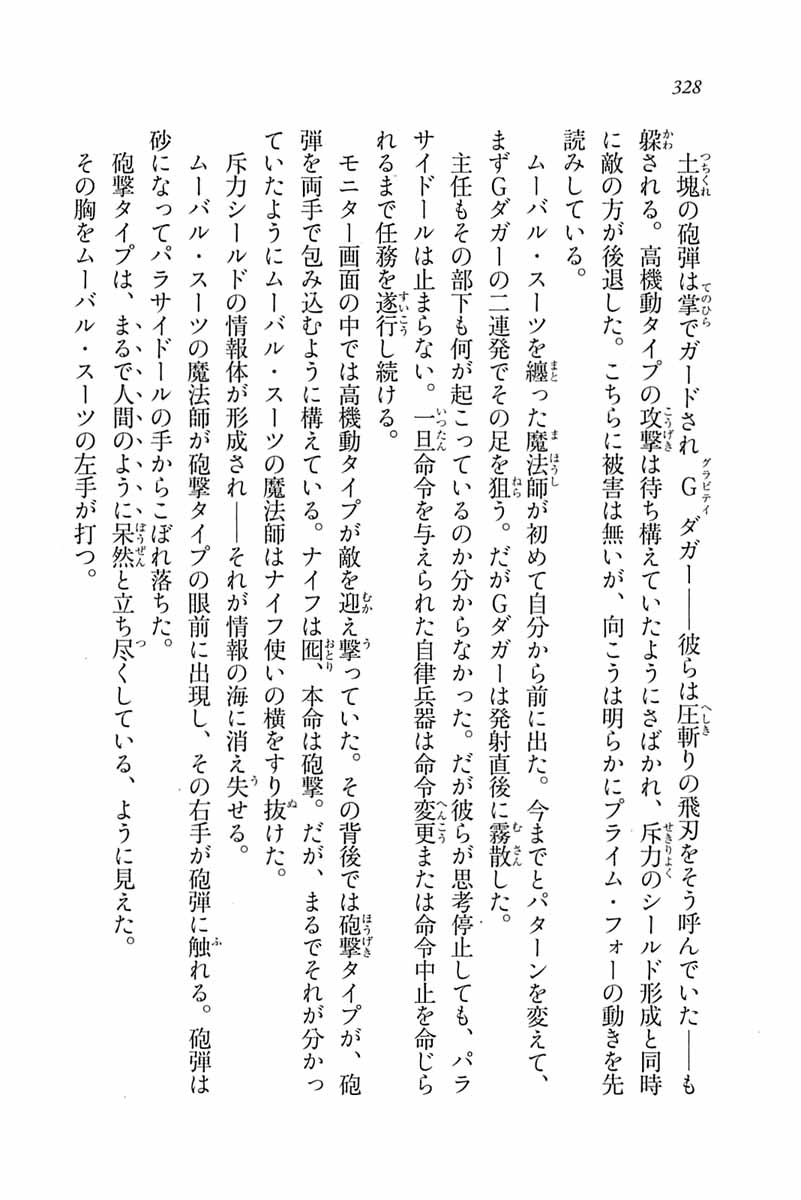 328
土塊の砲弾は掌でガードされ Ｇ ダガー――彼らは圧斬りの飛刃をそう呼んでいた――も
躱される。高機動タイプの攻撃は待ち構えていたようにさばかれ、斥力のシールド形成と同時
に敵の方が後退した。こちらに被害は無いが、向こうは明らかにプライム・フォーの動きを先
読みしている。
ムーバル・スーツを纏った魔法師が初めて自分から前に出た。今までとパターンを変えて、
まずＧダガーの二連発でその足を狙う。だがＧダガーは発射直後に霧散した。
主任もその部下も何が起こっているのか分からなかった。だが彼らが思考停止しても、パラ
サイドールは止まらない。一旦命令を与えられた自律兵器は命令変更または命令中止を命じら
れるまで任務を遂行し続ける。
モニター画面の中では高機動タイプが敵を迎え撃っていた。その背後では砲撃タイプが、砲
弾を両手で包み込むように構えている。ナイフは囮、本命は砲撃。だが、まるでそれが分かっ
ていたようにムーバル・スーツの魔法師はナイフ使いの横をすり抜けた。
斥力シールドの情報体が形成され――それが情報の海に消え失せる。
ムーバル・スーツの魔法師が砲撃タイプの眼前に出現し、その右手が砲弾に触れる。砲弾は
砂になってパラサイドールの手からこぼれ落ちた。
砲撃タイプは、まるで人間のように呆然と立ち尽くしている、ように見えた。
その胸をムーバル・スーツの左手が打つ。